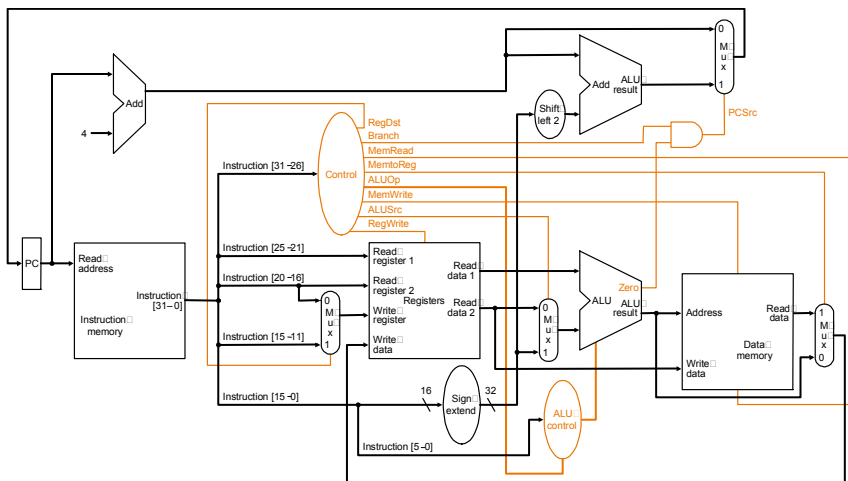 0
M
u
x
1
Add
ALU
result
Add
4
Shift
left 2
PCSrc
RegDst
Branch
MemRead
MemtoReg
ALUOp
MemWrite
ALUSrc
RegWrite
Control
Instruction [31–26]
Instruction [25–21]
Instruction [20–16]
Instruction [15–11]
Instruction [15–0]
Instruction [5–0]
PC
Read
address
Instruction
[31–0]
Instruction
memory
0
M
u
x
1
Read
register 1
Read
register 2
Write
register
Write
data
Registers
Read
data 1
Read
data 2
0
M
u
x
1
Zero
ALU
ALU
result
Address
Write
data
Read
data
Data
memory
1
M
u
x
0
16
Sign
extend
32
ALU
control